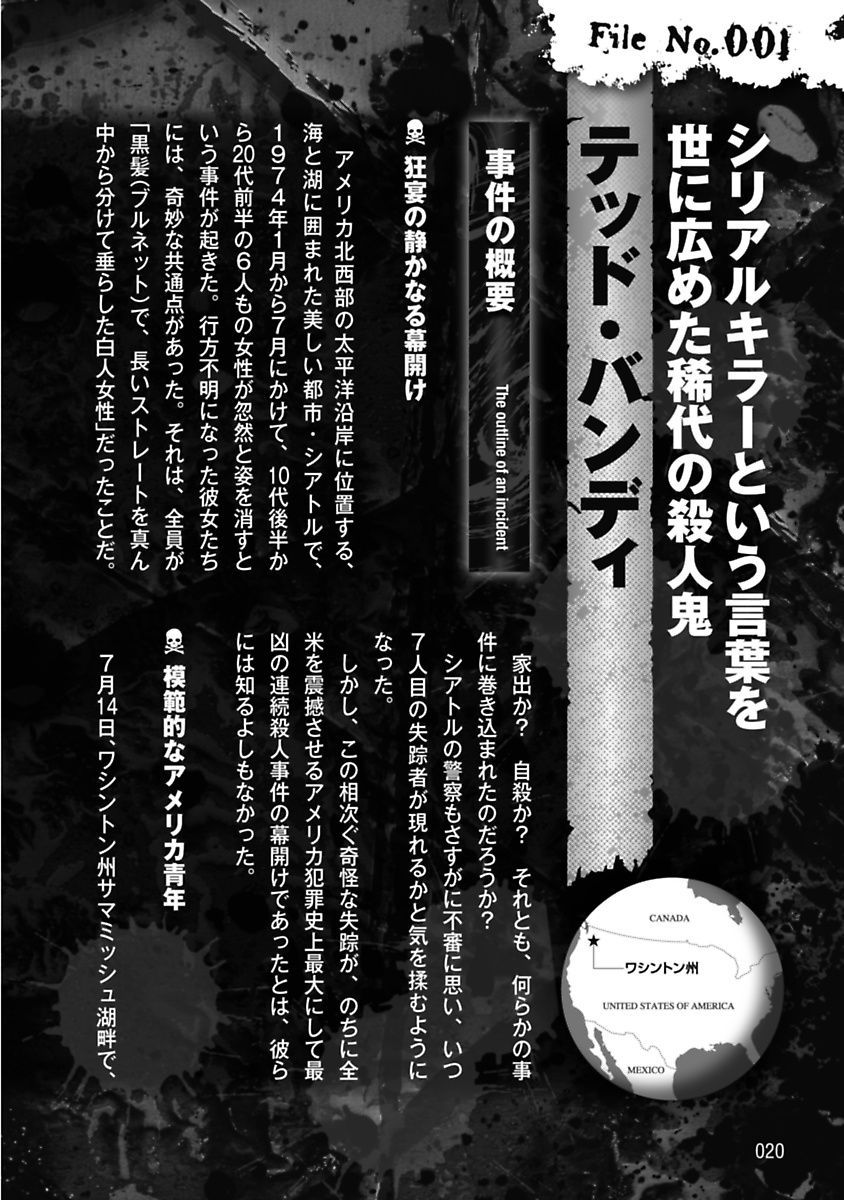 File No.001
シリアルキラーという言葉を
世に広めた稀代の殺人鬼
テッド・バンディ
事件の概要
The outline of an incident
狂宴の静かなる幕開け
アメリカ北西部の太平洋沿岸に位置する、
海と湖に囲まれた美しい都市・シアトルで、
1974年1月から7月にかけて、10代後半か
ら20代前半の6人もの女性が忽然と姿を消すと
いう事件が起きた。行方不明になった彼女たち
には、奇妙な共通点があった。それは、全員が
「黒髪（ブルネット）で、長いストレートを真ん
中から分けて垂らした白人女性」だったことだ。
家出か？　自殺か？　それとも、何らかの事
件に巻き込まれたのだろうか？
シアトルの警察もさすがに不審に思い、いつ
7人目の失踪者が現れるかと気を揉むように
なった。
しかし、この相次ぐ奇怪な失踪が、のちに全
米を震撼させるアメリカ犯罪史上最大にして最
凶の連続殺人事件の幕開けであったとは、彼ら
には知るよしもなかった。
模範的なアメリカ青年
7月14日、ワシントン州サマミッシュ湖畔で、
CANADA
ワシントン州
UNITED STATES OF AMERICA
MEXICO
020